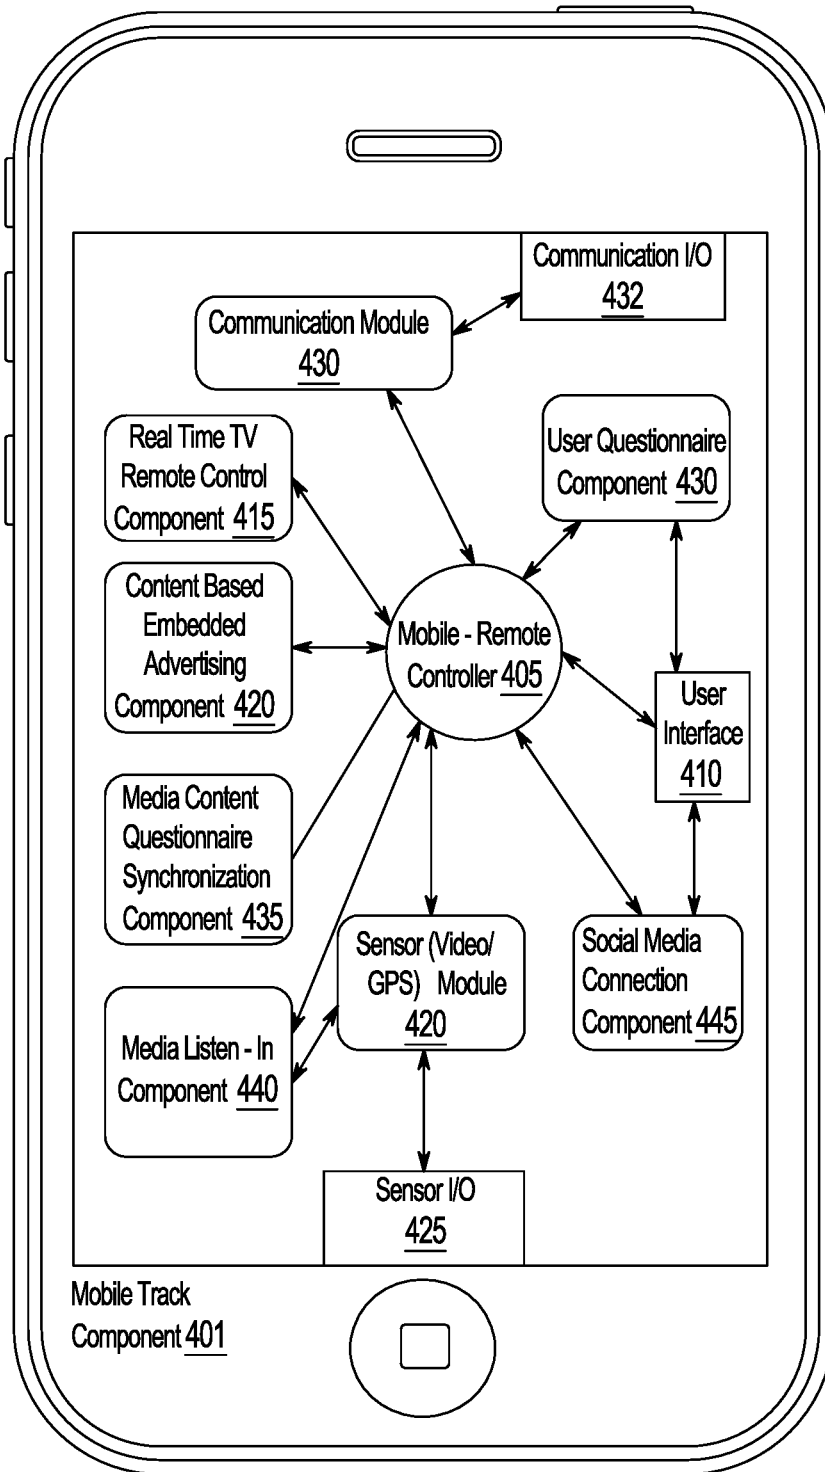 Communication I/O
432
Communication Module
430
Real Time TV
Remote Control
Component 415
User Questionnaire
Component 430
Content Based
Embedded
Advertising
Component 420
Mobile - Remote
Controller 405
User
Interface
410
Media Content
Questionnaire
Synchronization
Component 435
Sensor (Video/
GPS) Module
420
Social Media
Connection
Component 445
Media Listen - In
Component 440
Sensor I/O
425
Mobile Track
Component 401